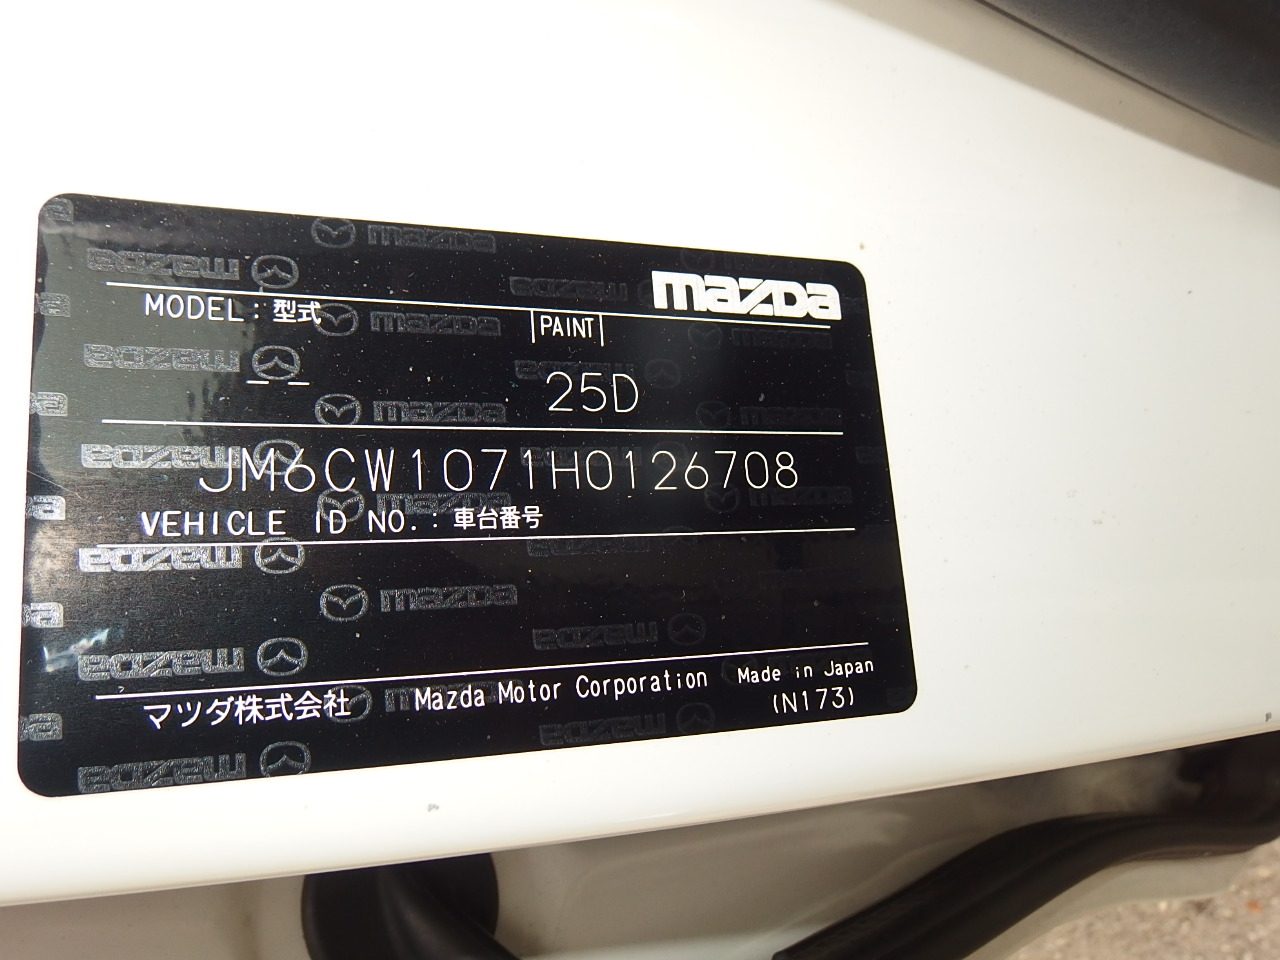 mazda
MODEL : 型式
PAINT
25D
JM6CW1071H0126708
VEHICLE ID NO. : 車台番号
マツダ株式会社 Mazda Motor Corporation Made in Japan
(N173)